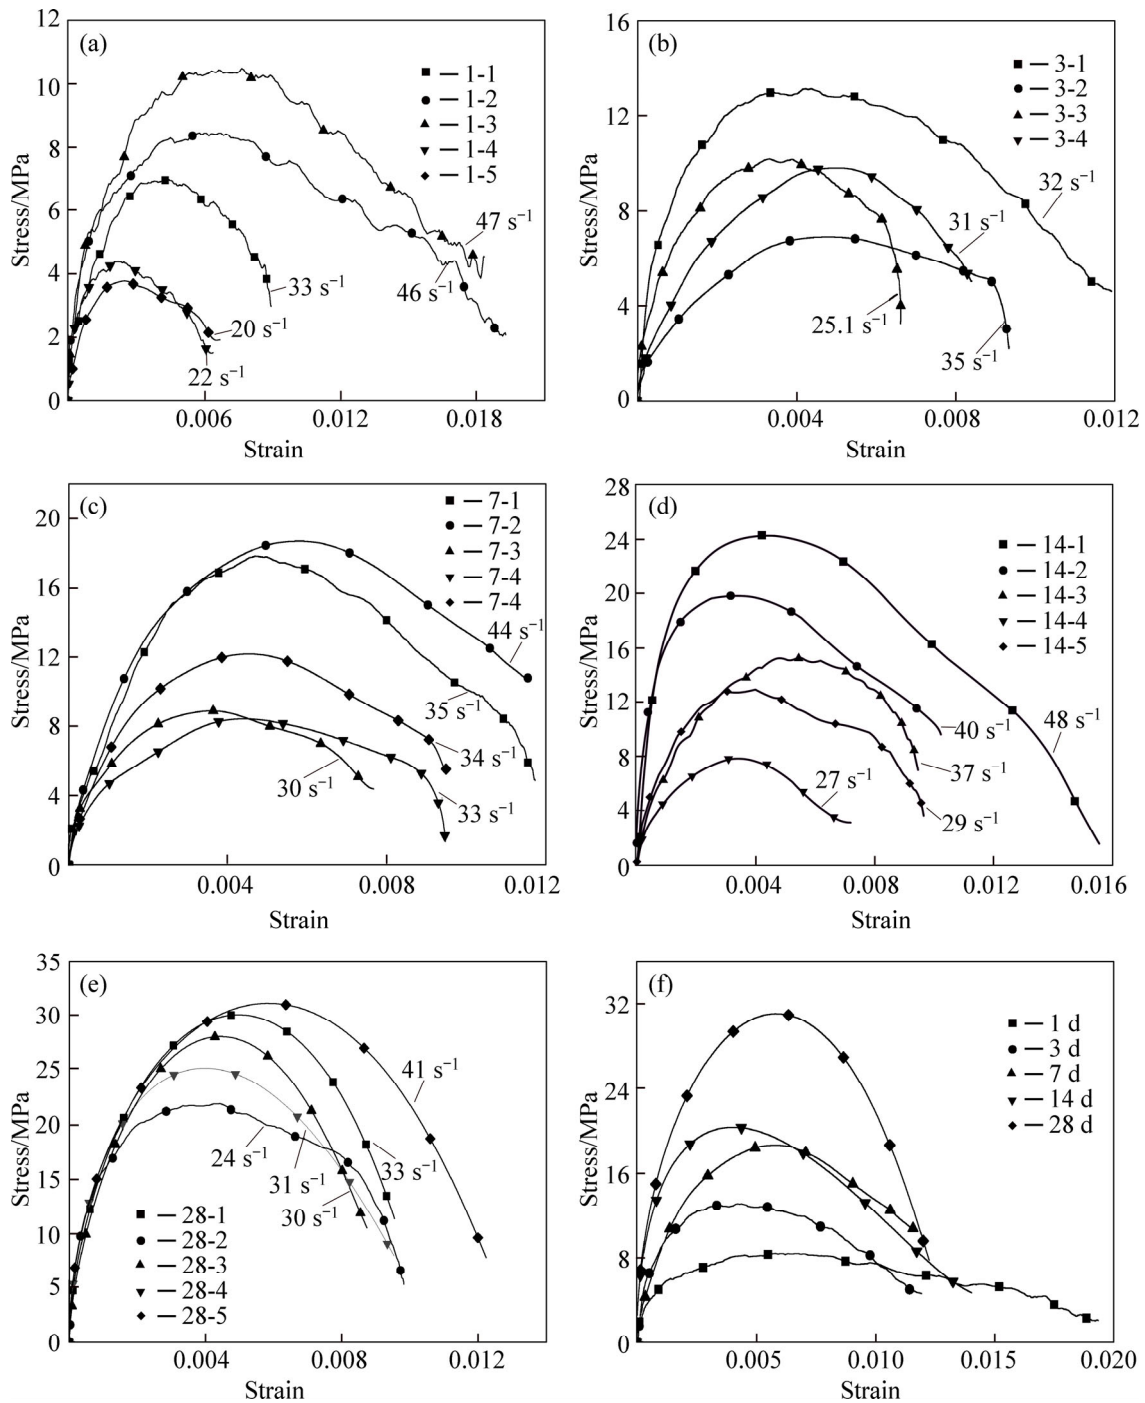 (a)
12
10
8
6
4
2
0
Stress/MPa
1-1
1-2
1-3
1-4
1-5
47 s⁻¹
46 s⁻¹
33 s⁻¹
20 s⁻¹
22 s⁻¹
0.006 0.012 0.018
Strain
(b)
16
12
8
4
0
Stress/MPa
3-1
3-2
3-3
3-4
32 s⁻¹
31 s⁻¹
25.1 s⁻¹
35 s⁻¹
0.004 0.008 0.012
Strain
(c)
20
16
12
8
4
0
Stress/MPa
7-1
7-2
7-3
7-4
7-4
44 s⁻¹
35 s⁻¹
34 s⁻¹
30 s⁻¹
33 s⁻¹
0.004 0.008 0.012
Strain
(d)
28
24
20
16
12
8
4
0
Stress/MPa
14-1
14-2
14-3
14-4
14-5
48 s⁻¹
40 s⁻¹
37 s⁻¹
27 s⁻¹
29 s⁻¹
0.004 0.008 0.012 0.016
Strain
(e)
35
30
25
20
15
10
5
0
Stress/MPa
41 s⁻¹
24 s⁻¹
33 s⁻¹
31 s⁻¹
30 s⁻¹
28-1
28-2
28-3
28-4
28-5
0.004 0.008 0.012
Strain
(f)
32
24
16
8
0
Stress/MPa
1 d
3 d
7 d
14 d
28 d
0.005 0.010 0.015 0.020
Strain